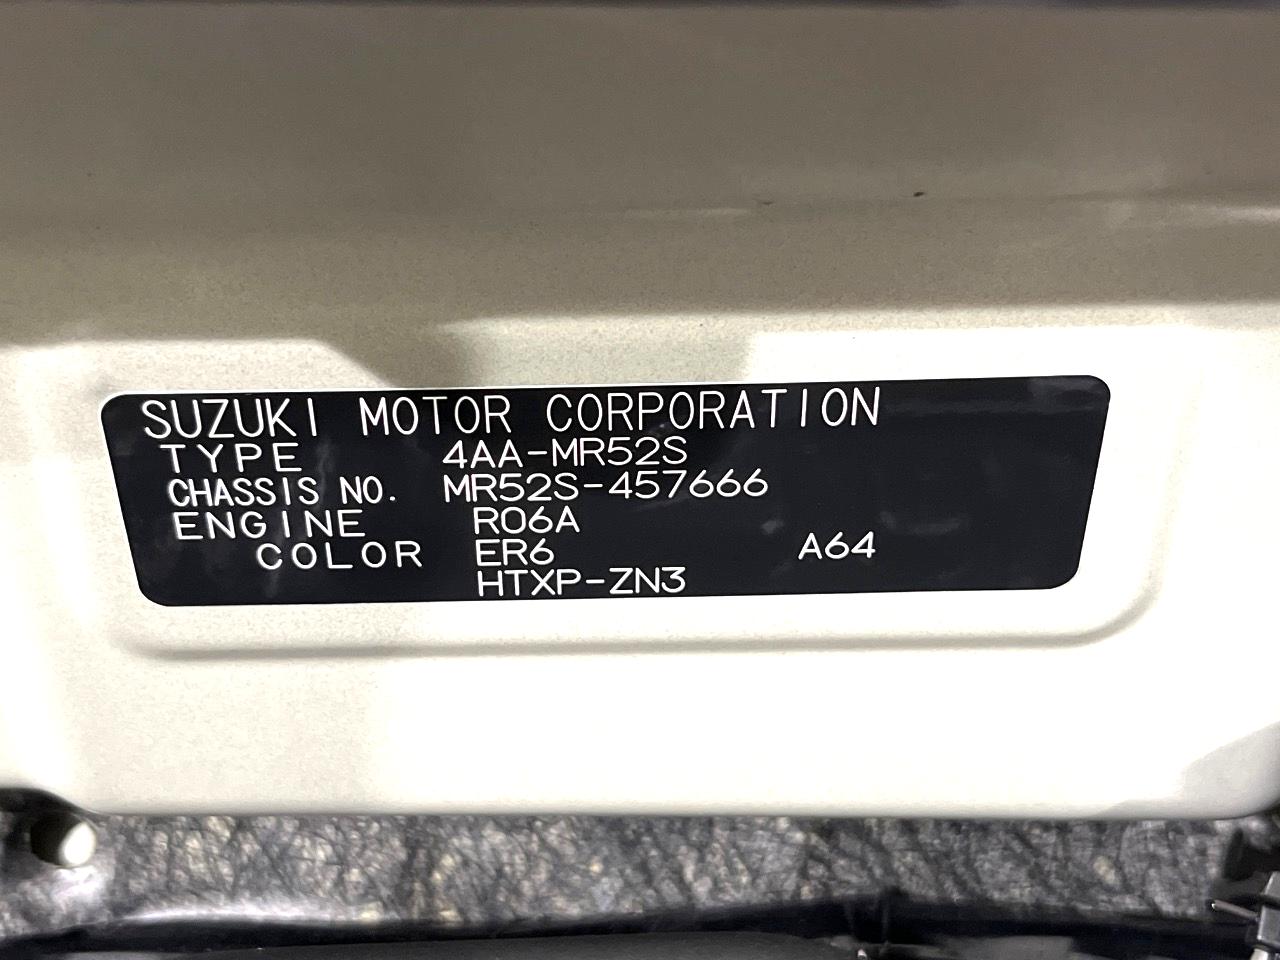 SUZUKI MOTOR CORPORATION
TYPE 4AA-MR52S
CHASSIS NO. MR52S-457666
ENGINE R06A
COLOR ER6 A64
HTXP-ZN3